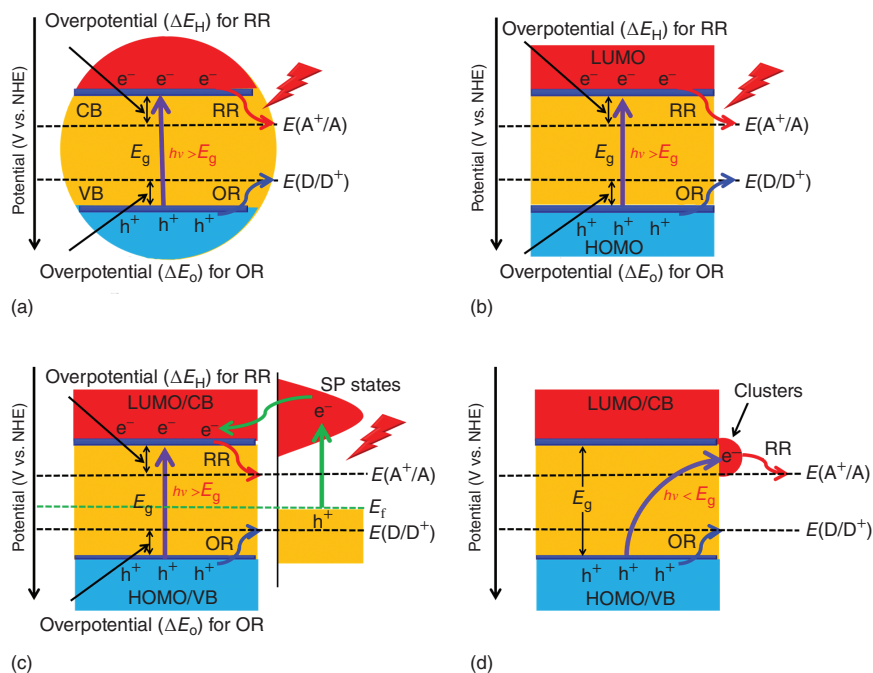 Overpotential (ΔE_H) for RR
Potential (V vs. NHE)
e⁻ e⁻ e⁻
CB
RR
E(A⁺/A)
E_g
hν > E_g
E(D/D⁺)
VB
OR
h⁺ h⁺ h⁺
Overpotential (ΔE_o) for OR
(a)
Overpotential (ΔE_H) for RR
Potential (V vs. NHE)
LUMO
e⁻ e⁻ e⁻
RR
E(A⁺/A)
E_g
hν > E_g
E(D/D⁺)
OR
h⁺ h⁺ h⁺
HOMO
Overpotential (ΔE_o) for OR
(b)
Overpotential (ΔE_H) for RR
Potential (V vs. NHE)
SP states
LUMO/CB
e⁻ e⁻ e⁻
e⁻
RR
E(A⁺/A)
E_g
hν > E_g
E_f
h⁺
E(D/D⁺)
OR
h⁺ h⁺ h⁺
HOMO/VB
Overpotential (ΔE_o) for OR
(c)
Potential (V vs. NHE)
Clusters
LUMO/CB
e⁻
RR
E(A⁺/A)
E_g
hν < E_g
E(D/D⁺)
OR
h⁺ h⁺ h⁺
HOMO/VB
(d)